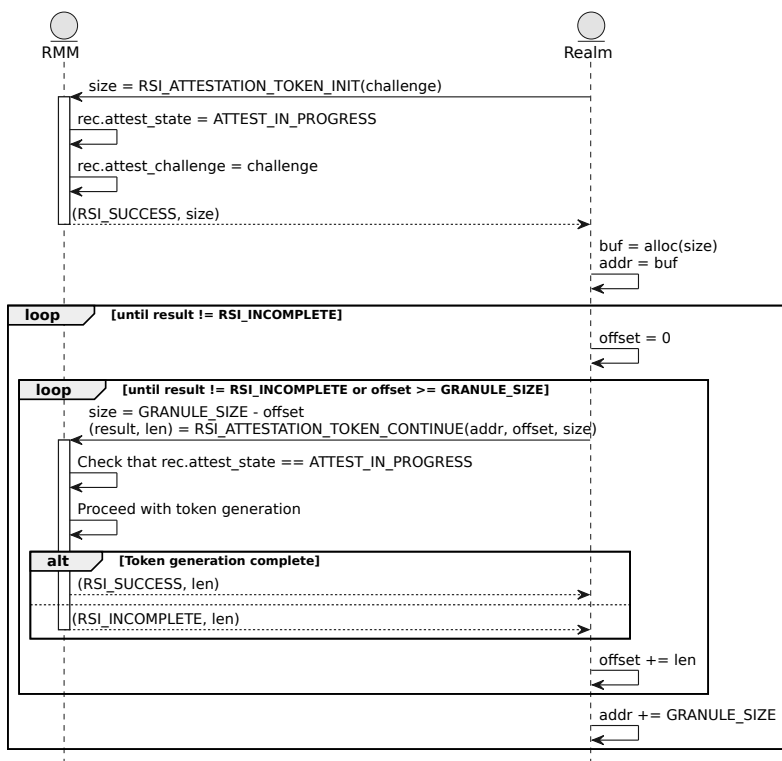 RMM
Realm
size = RSI_ATTESTATION_TOKEN_INIT(challenge)
rec.attest_state = ATTEST_IN_PROGRESS
rec.attest_challenge = challenge
(RSI_SUCCESS, size)
buf = alloc(size)
addr = buf
loop [until result != RSI_INCOMPLETE]
offset = 0
loop [until result != RSI_INCOMPLETE or offset >= GRANULE_SIZE]
size = GRANULE_SIZE - offset
(result, len) = RSI_ATTESTATION_TOKEN_CONTINUE(addr, offset, size)
Check that rec.attest_state == ATTEST_IN_PROGRESS
Proceed with token generation
alt [Token generation complete]
(RSI_SUCCESS, len)
(RSI_INCOMPLETE, len)
offset += len
addr += GRANULE_SIZE